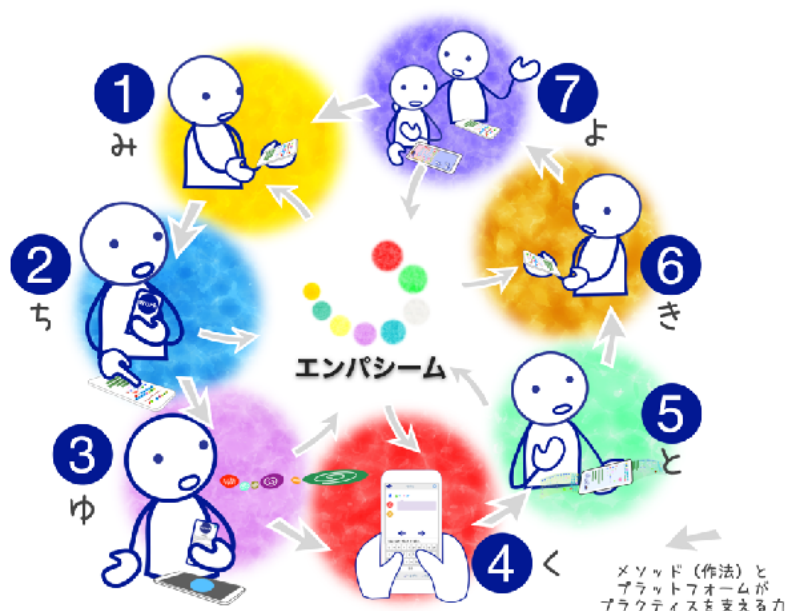 1
み
2
ち
3
ゆ
4
く
5
と
6
き
7
よ
エンパシーム
メソッド（作法）と
プラットフォームが
プラクティスを支える力